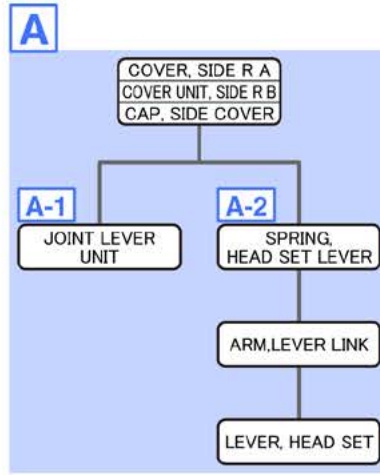 A
COVER, SIDE R A
COVER UNIT, SIDE R B
CAP, SIDE COVER
A-1
JOINT LEVER
UNIT
A-2
SPRING,
HEAD SET LEVER
ARM,LEVER LINK
LEVER, HEAD SET